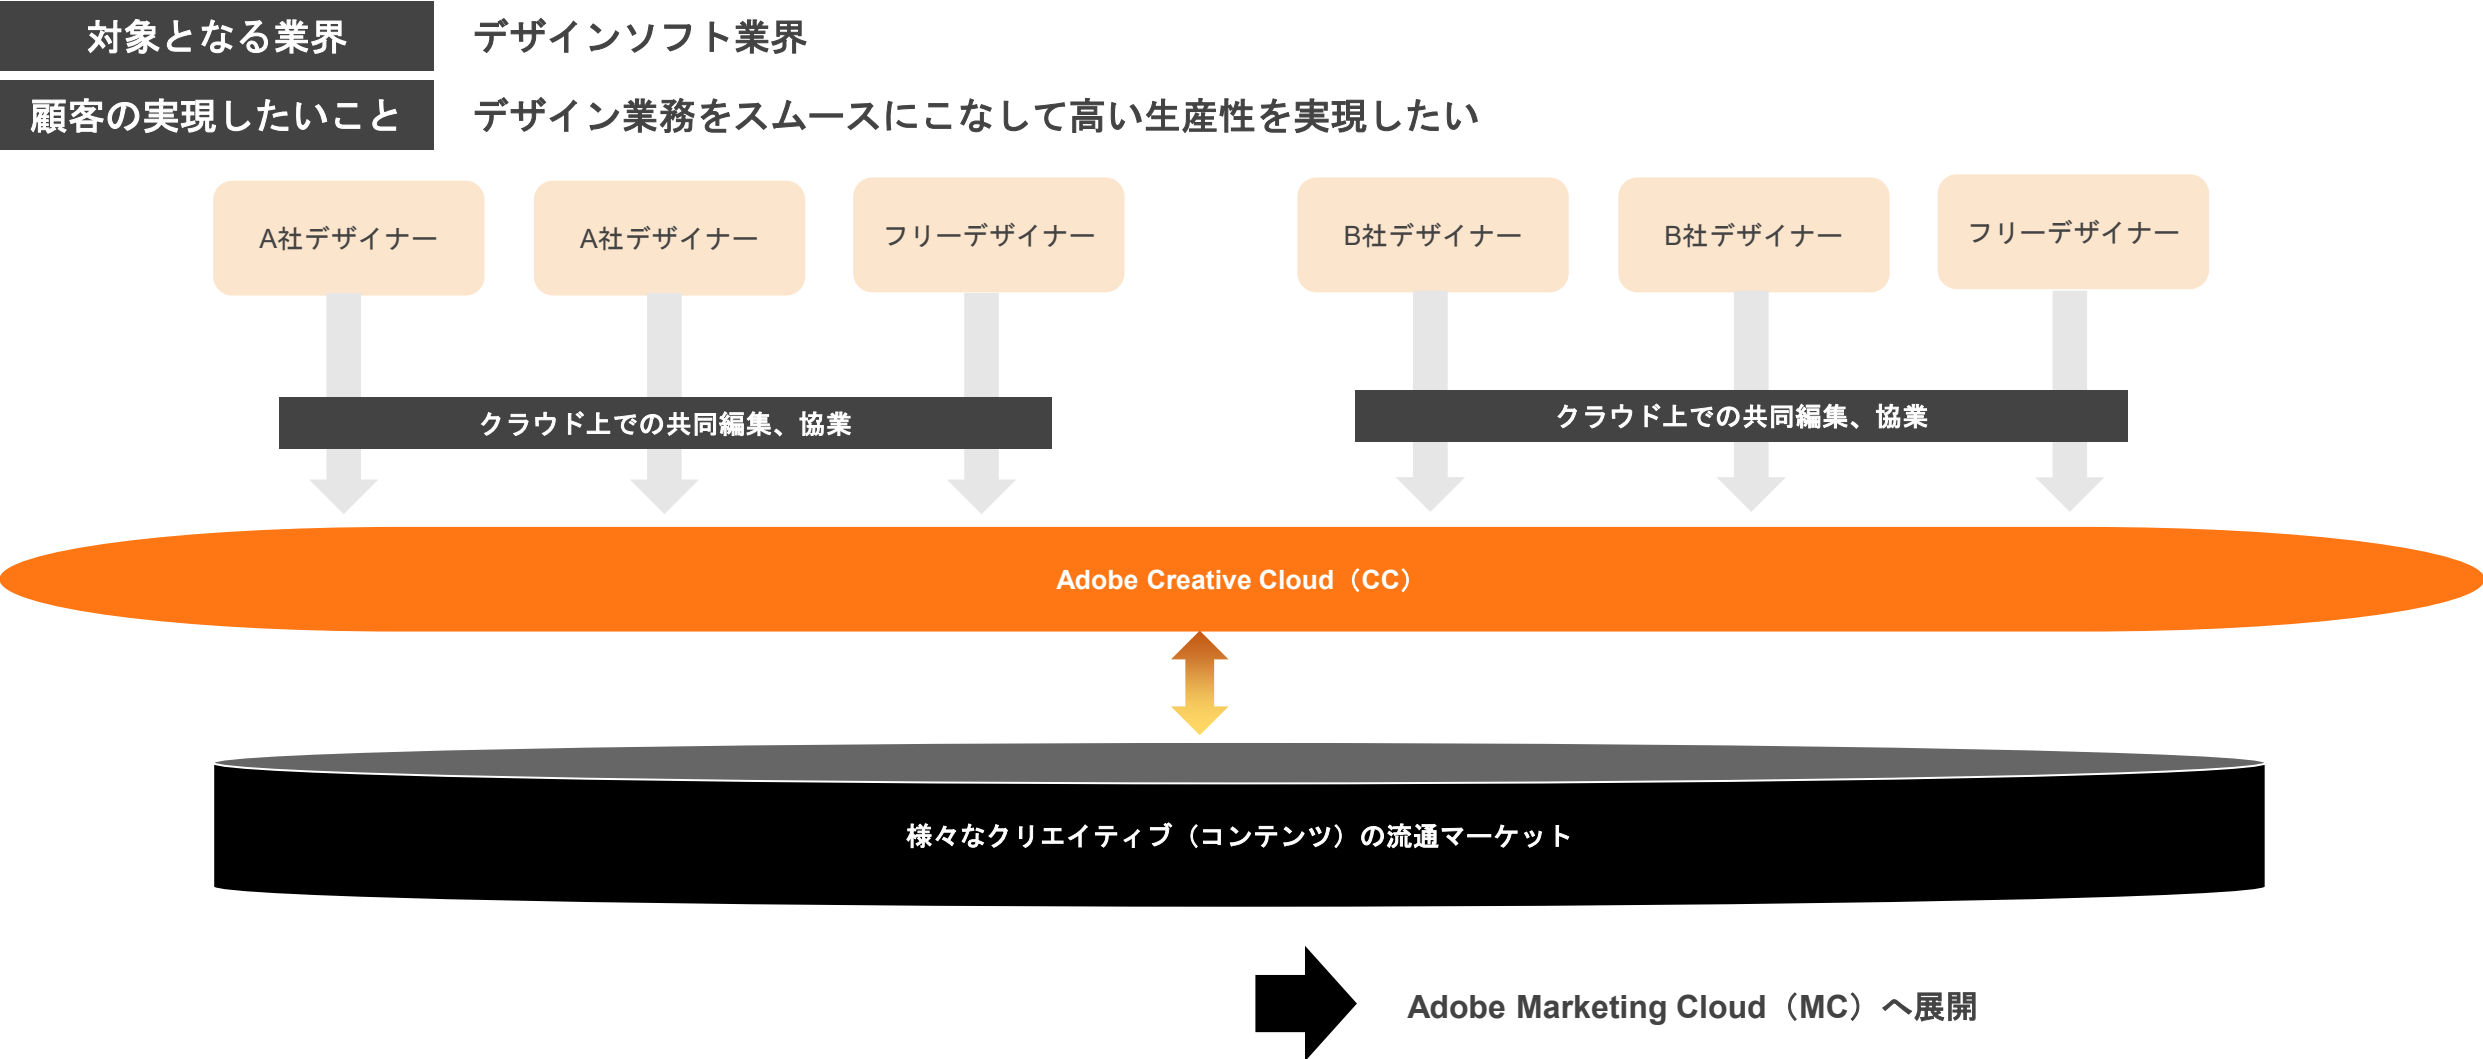 対象となる業界
デザインソフト業界
顧客の実現したいこと
デザイン業務をスムースにこなして高い生産性を実現したい
A社デザイナー
A社デザイナー
フリーデザイナー
B社デザイナー
B社デザイナー
フリーデザイナー
クラウド上での共同編集、協業
クラウド上での共同編集、協業
Adobe Creative Cloud（CC）
様々なクリエイティブ（コンテンツ）の流通マーケット
Adobe Marketing Cloud（MC）へ展開